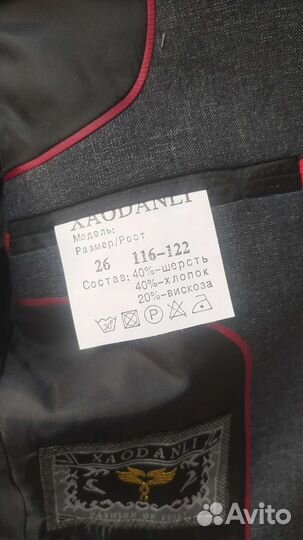 XAODANLI
Модель:
Размер/Рост
26 116-122
Состав: 40%-шерсть
40%-хлопок
20%-вискоза
30°
P
XAODANLI
Avito